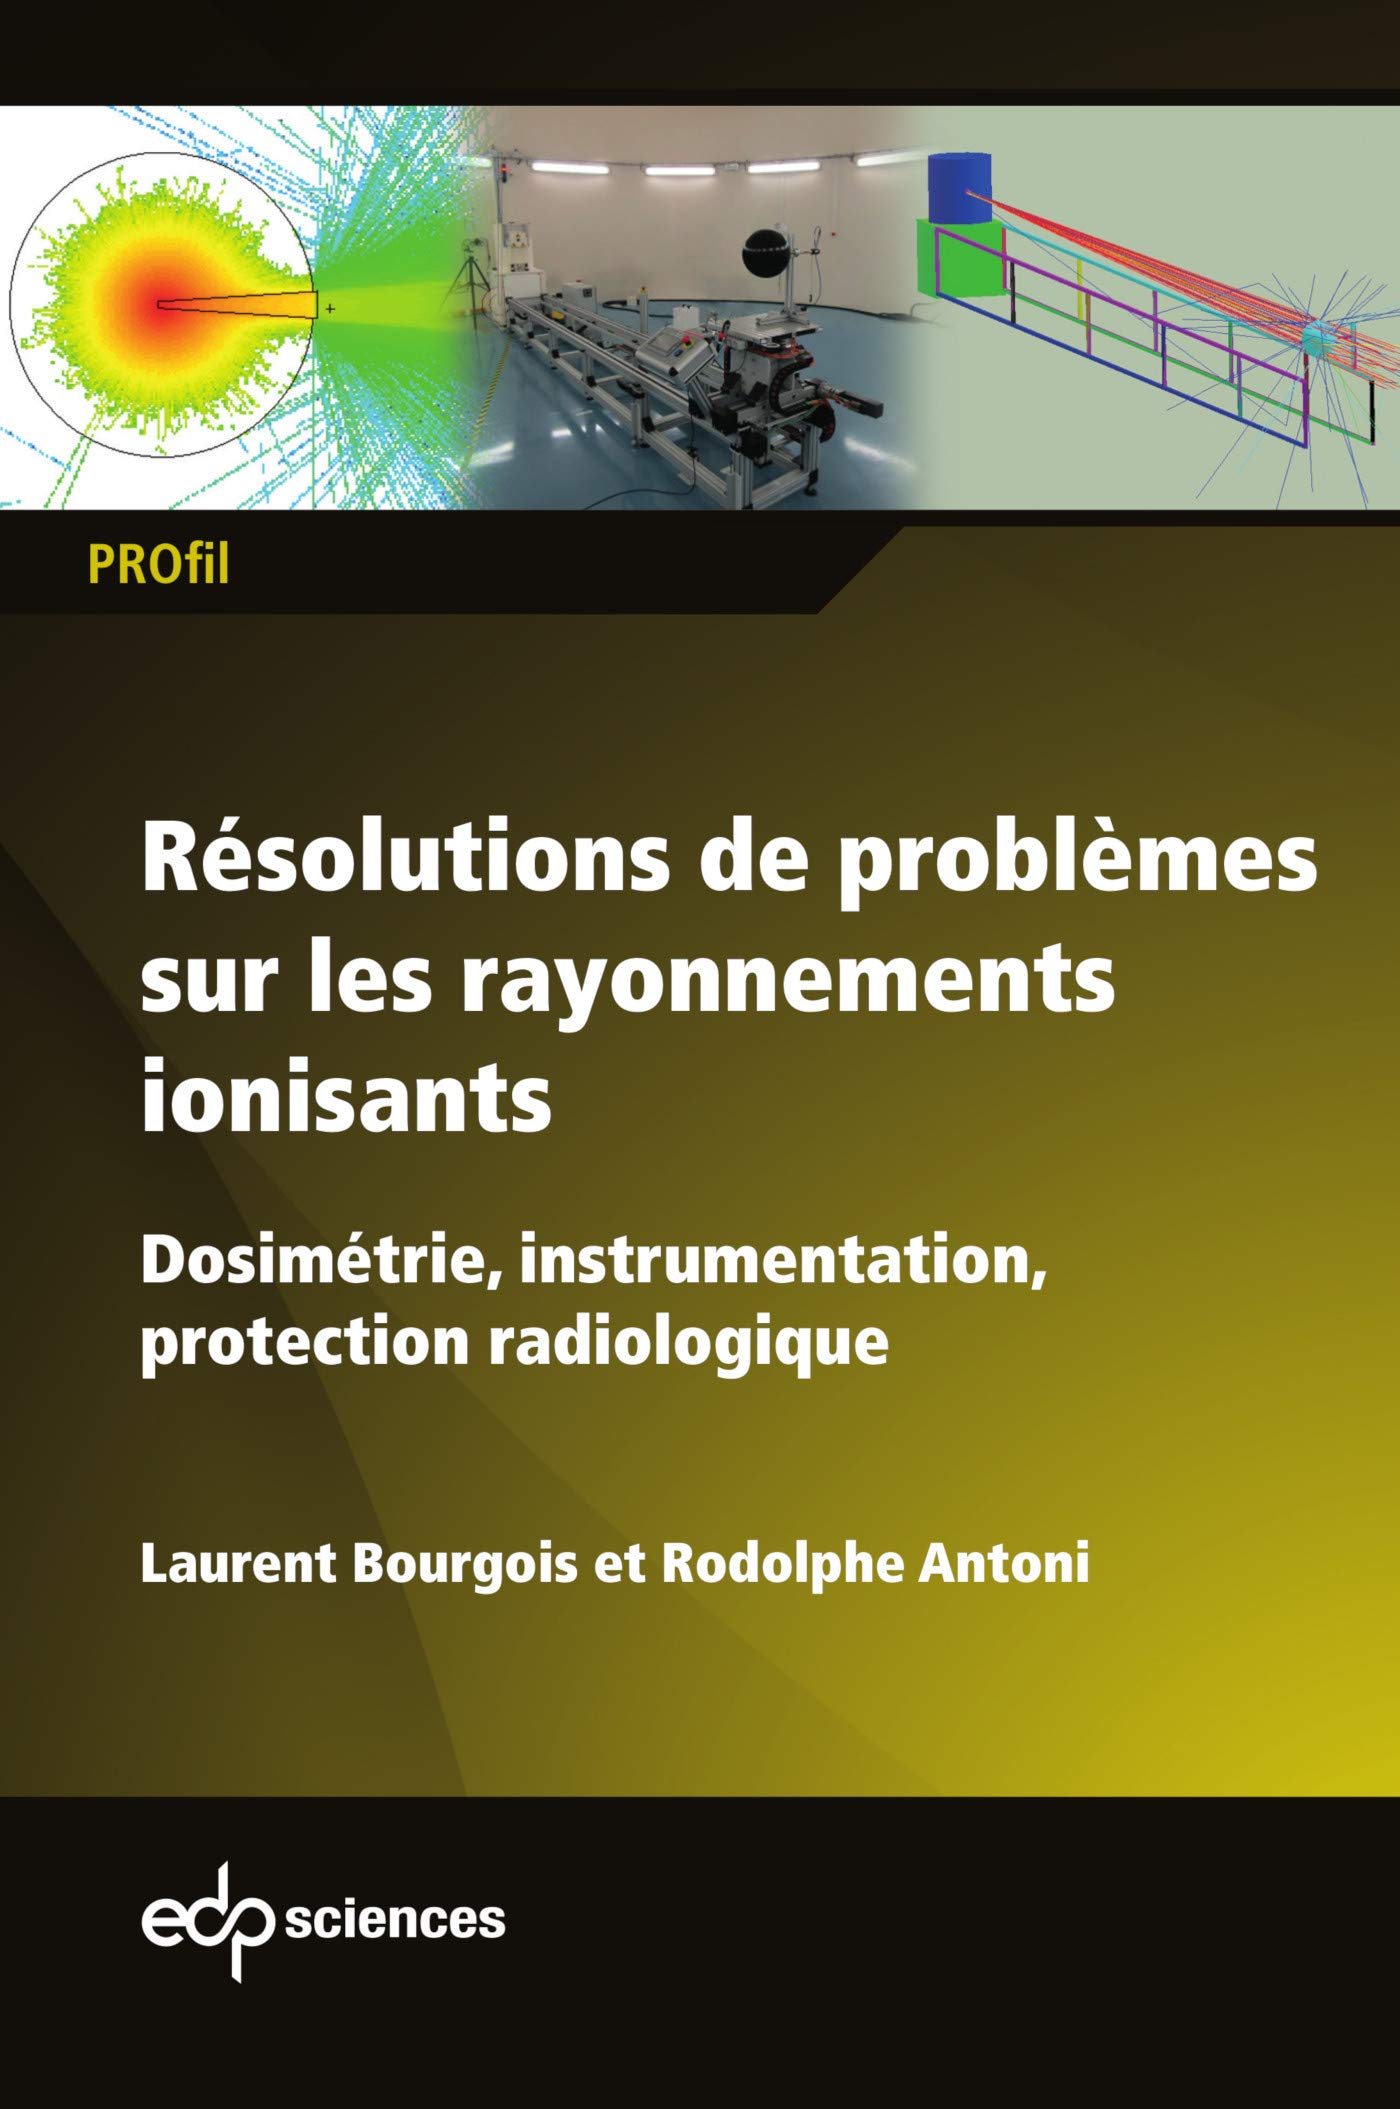 PROfil
Résolutions de problèmes
sur les rayonnements
ionisants
Dosimétrie, instrumentation,
protection radiologique
Laurent Bourgois et Rodolphe Antoni
edp sciences